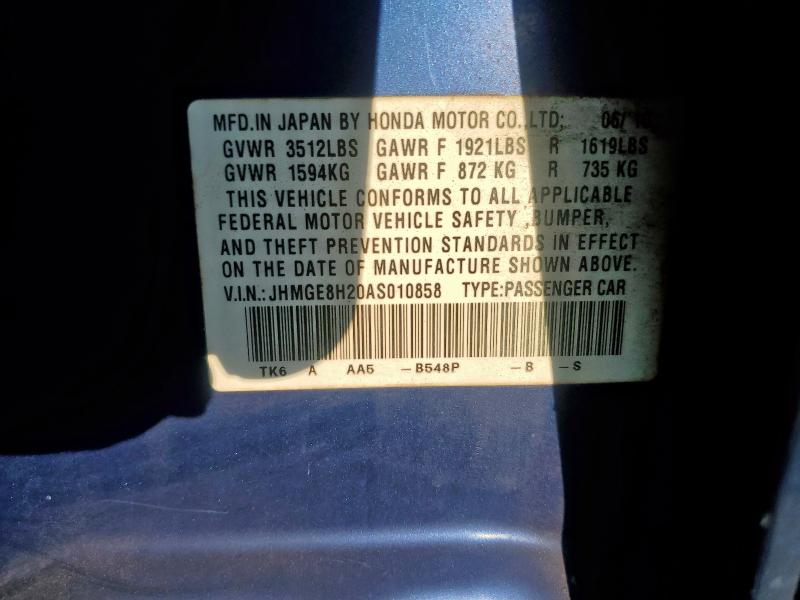 MFD.IN JAPAN BY HONDA MOTOR CO.,LTD; 06/10
GVWR 3512LBS GAWR F 1921LBS R 1619LBS
GVWR 1594KG GAWR F 872 KG R 735 KG
THIS VEHICLE CONFORMS TO ALL APPLICABLE
FEDERAL MOTOR VEHICLE SAFETY ,BUMPER,
AND THEFT PREVENTION STANDARDS IN EFFECT
ON THE DATE OF MANUFACTURE SHOWN ABOVE.
V.I.N.:JHMGE8H20AS010858 TYPE:PASSENGER CAR
TK6 A AA5 -B548P -B -S